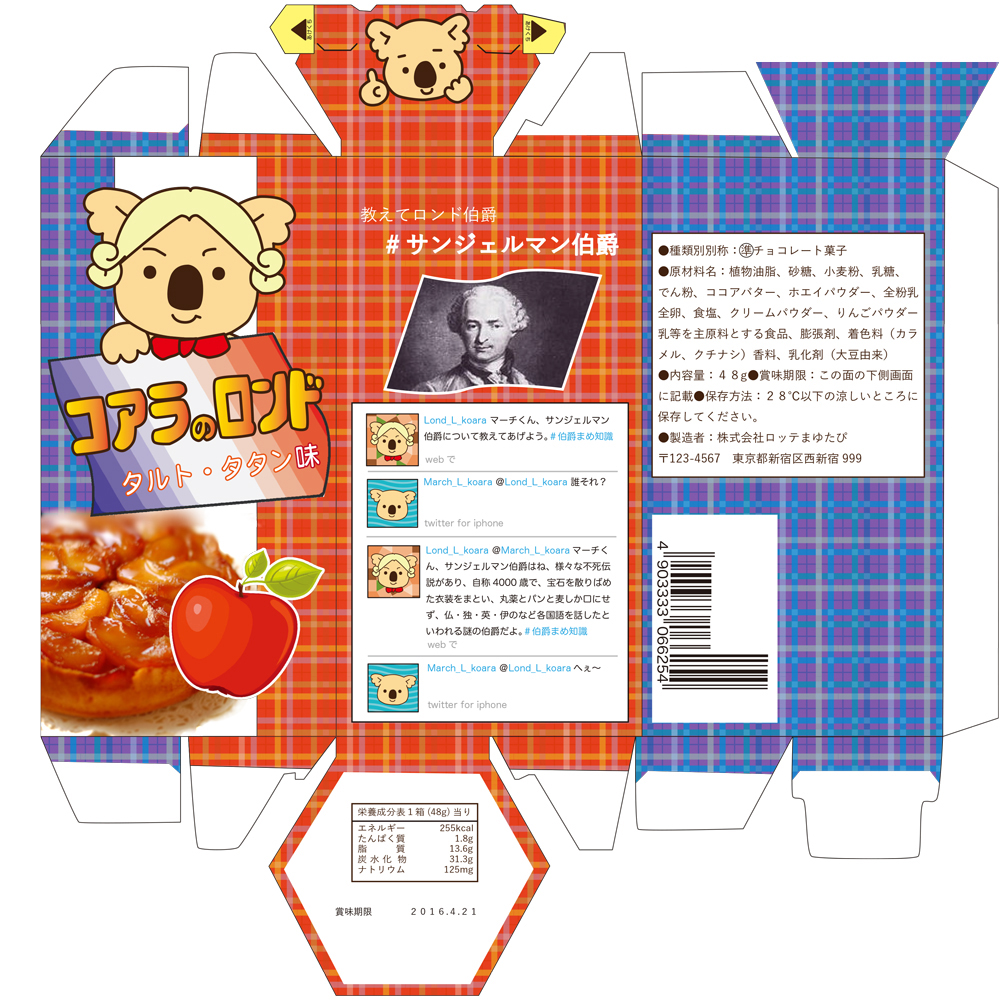 あけくち
あけくち
コアラのロンド
タルト・タタン味
教えてロンド伯爵
#サンジェルマン伯爵
Lond_L_koara マーチくん、サンジェルマン
伯爵について教えてあげよう。#伯爵まめ知識
web で
March_L_koara @Lond_L_koara 誰それ?
twitter for iphone
Lond_L_koara @March_L_koara マーチく
ん、サンジェルマン伯爵はね、様々な不死伝
説があり、自称 4000 歳で、宝石を散りばめ
た衣装をまとい、丸薬とパンと麦しか口にせ
ず、仏・独・英・伊のなど各国語を話したと
いわれる謎の伯爵だよ。#伯爵まめ知識
web で
March_L_koara @Lond_L_koara へぇ〜
twitter for iphone
●種類別別称:㊜チョコレート菓子
●原材料名:植物油脂、砂糖、小麦粉、乳糖、
でん粉、ココアバター、ホエイパウダー、全粉乳
全卵、食塩、クリームパウダー、りんごパウダー
乳等を主原料とする食品、膨張剤、着色料(カラ
メル、クチナシ)香料、乳化剤(大豆由来)
●内容量:48g●賞味期限:この面の下側画面
に記載●保存方法:28℃以下の涼しいところに
保存してください。
●製造者:株式会社ロッテまゆたぴ
〒123-4567 東京都新宿区西新宿 999
4 903333 066254
栄養成分表1箱(48g)当り
エネルギー 255kcal
たんぱく質 1.8g
脂 質 13.6g
炭水化物 31.3g
ナトリウム 125mg
賞味期限 2016.4.21